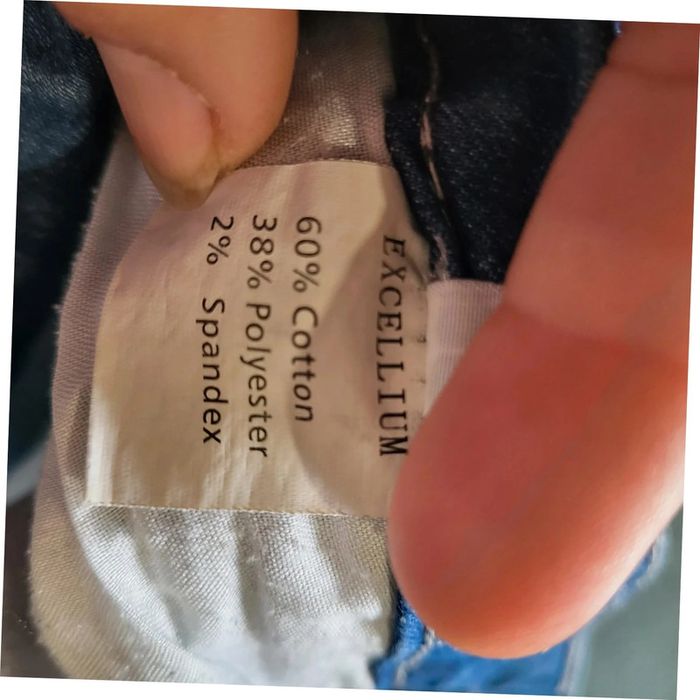 EXCELLIUM
60% Cotton
38% Polyester
2% Spandex